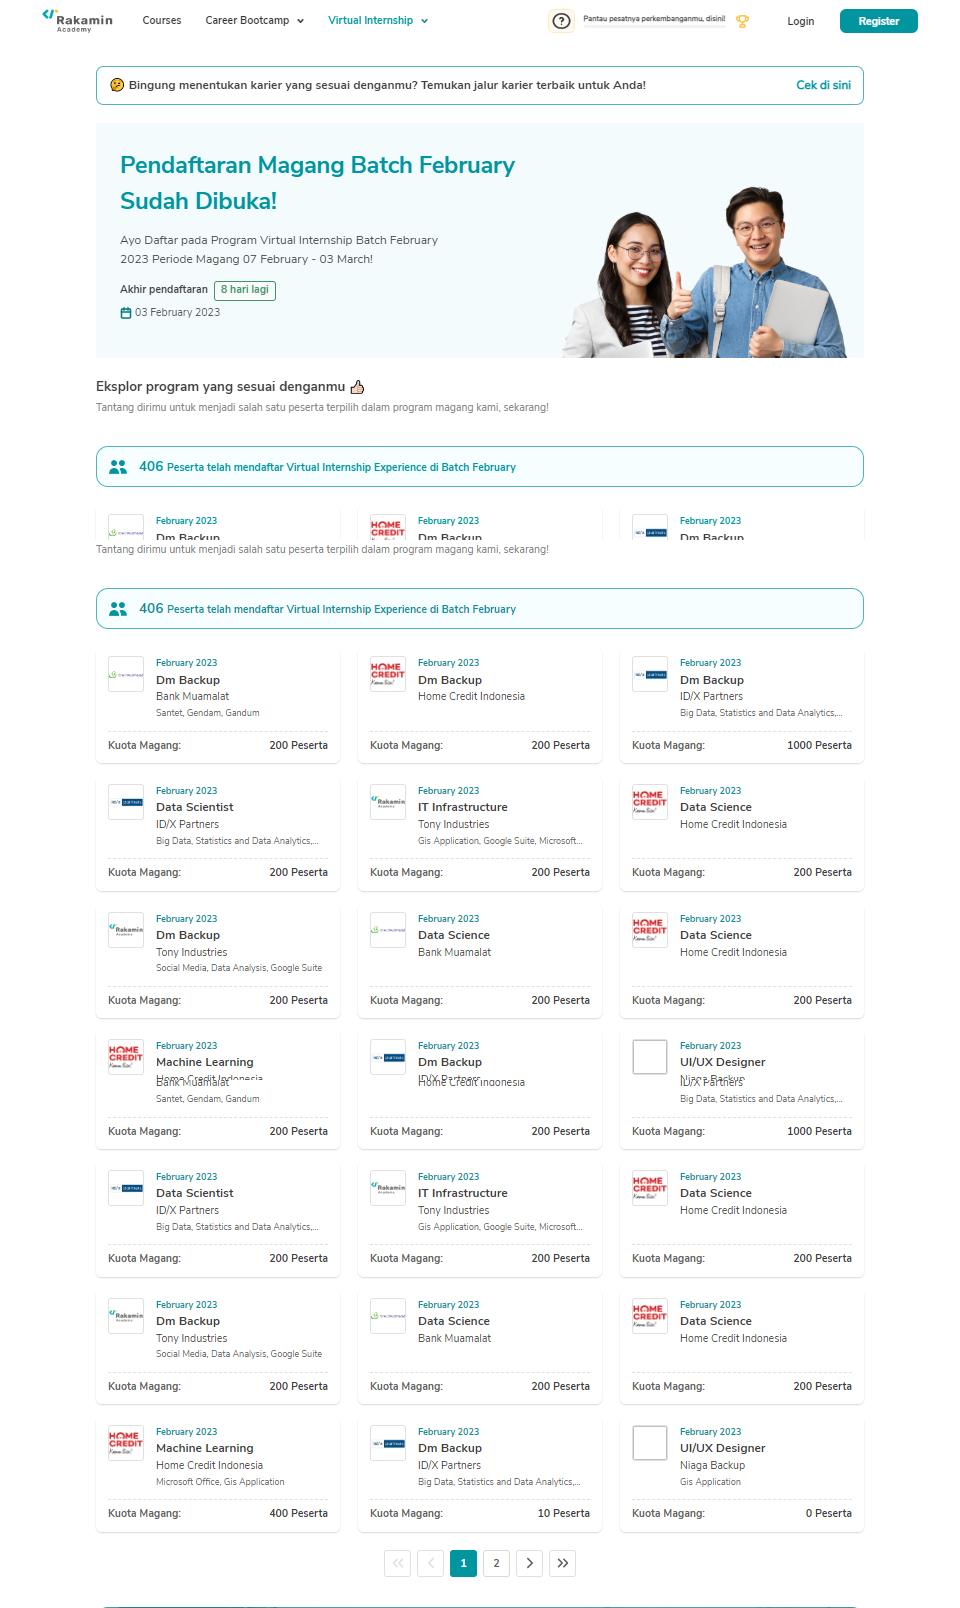 Rakamin
Academy
Courses
Career Bootcamp
Virtual Internship
Pantau pesatnya perkembanganmu, disini!
Login
Register
Bingung menentukan karier yang sesuai denganmu? Temukan jalur karier terbaik untuk Anda!
Cek di sini
Pendaftaran Magang Batch February
Sudah Dibuka!
Ayo Daftar pada Program Virtual Internship Batch February
2023 Periode Magang 07 February - 03 March!
Akhir pendaftaran 8 hari lagi
03 February 2023
Eksplor program yang sesuai denganmu
Tantang dirimu untuk menjadi salah satu peserta terpilih dalam program magang kami, sekarang!
406 Peserta telah mendaftar Virtual Internship Experience di Batch February
February 2023
Dm Backup
HOME CREDIT
February 2023
Dm Backup
February 2023
Dm Backup
Tantang dirimu untuk menjadi salah satu peserta terpilih dalam program magang kami, sekarang!
406 Peserta telah mendaftar Virtual Internship Experience di Batch February
February 2023
Dm Backup
Bank Muamalat
Santet, Gendam, Gandum
Kuota Magang: 200 Peserta
HOME CREDIT
February 2023
Dm Backup
Home Credit Indonesia
Kuota Magang: 200 Peserta
February 2023
Dm Backup
ID/X Partners
Big Data, Statistics and Data Analytics,...
Kuota Magang: 1000 Peserta
February 2023
Data Scientist
ID/X Partners
Big Data, Statistics and Data Analytics,...
Kuota Magang: 200 Peserta
Rakamin
February 2023
IT Infrastructure
Tony Industries
Gis Application, Google Suite, Microsoft...
Kuota Magang: 200 Peserta
HOME CREDIT
February 2023
Data Science
Home Credit Indonesia
Kuota Magang: 200 Peserta
Rakamin
February 2023
Dm Backup
Tony Industries
Social Media, Data Analysis, Google Suite
Kuota Magang: 200 Peserta
February 2023
Data Science
Bank Muamalat
Kuota Magang: 200 Peserta
HOME CREDIT
February 2023
Data Science
Home Credit Indonesia
Kuota Magang: 200 Peserta
HOME CREDIT
February 2023
Machine Learning
Home Credit Indonesia
Bank Muamalat
Santet, Gendam, Gandum
Kuota Magang: 200 Peserta
February 2023
Dm Backup
ID/X Partners
Home Credit Indonesia
Kuota Magang: 200 Peserta
February 2023
UI/UX Designer
Niaga Backup
ID/X Partners
Big Data, Statistics and Data Analytics,...
Kuota Magang: 1000 Peserta
February 2023
Data Scientist
ID/X Partners
Big Data, Statistics and Data Analytics,...
Kuota Magang: 200 Peserta
Rakamin
February 2023
IT Infrastructure
Tony Industries
Gis Application, Google Suite, Microsoft...
Kuota Magang: 200 Peserta
HOME CREDIT
February 2023
Data Science
Home Credit Indonesia
Kuota Magang: 200 Peserta
Rakamin
February 2023
Dm Backup
Tony Industries
Social Media, Data Analysis, Google Suite
Kuota Magang: 200 Peserta
February 2023
Data Science
Bank Muamalat
Kuota Magang: 200 Peserta
HOME CREDIT
February 2023
Data Science
Home Credit Indonesia
Kuota Magang: 200 Peserta
HOME CREDIT
February 2023
Machine Learning
Home Credit Indonesia
Microsoft Office, Gis Application
Kuota Magang: 400 Peserta
February 2023
Dm Backup
ID/X Partners
Big Data, Statistics and Data Analytics,...
Kuota Magang: 10 Peserta
February 2023
UI/UX Designer
Niaga Backup
Gis Application
Kuota Magang: 0 Peserta
1 2